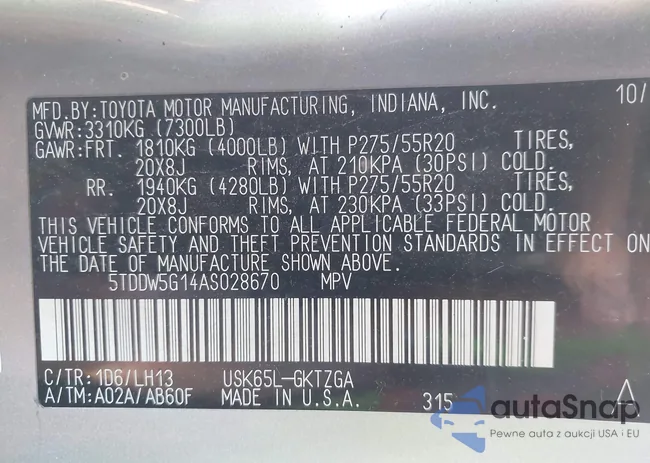 MFD.BY:TOYOTA MOTOR MANUFACTURING, INDIANA, INC. 10/
GVWR:3310KG (7300LB)
GAWR:FRT. 1810KG (4000LB) WITH P275/55R20 TIRES,
20X8J RIMS, AT 210KPA (30PSI) COLD.
RR. 1940KG (4280LB) WITH P275/55R20 TIRES,
20X8J RIMS, AT 230KPA (33PSI) COLD.
THIS VEHICLE CONFORMS TO ALL APPLICABLE FEDERAL MOTOR
VEHICLE SAFETY AND THEFT PREVENTION STANDARDS IN EFFECT ON
THE DATE OF MANUFACTURE SHOWN ABOVE.
5TDDW5G14AS028670 MPV
C/TR:1D6/LH13 USK65L-GKTZGA
A/TM:A02A/AB60F MADE IN U.S.A. 315
autaSnap
Pewne auta z aukcji USA i EU